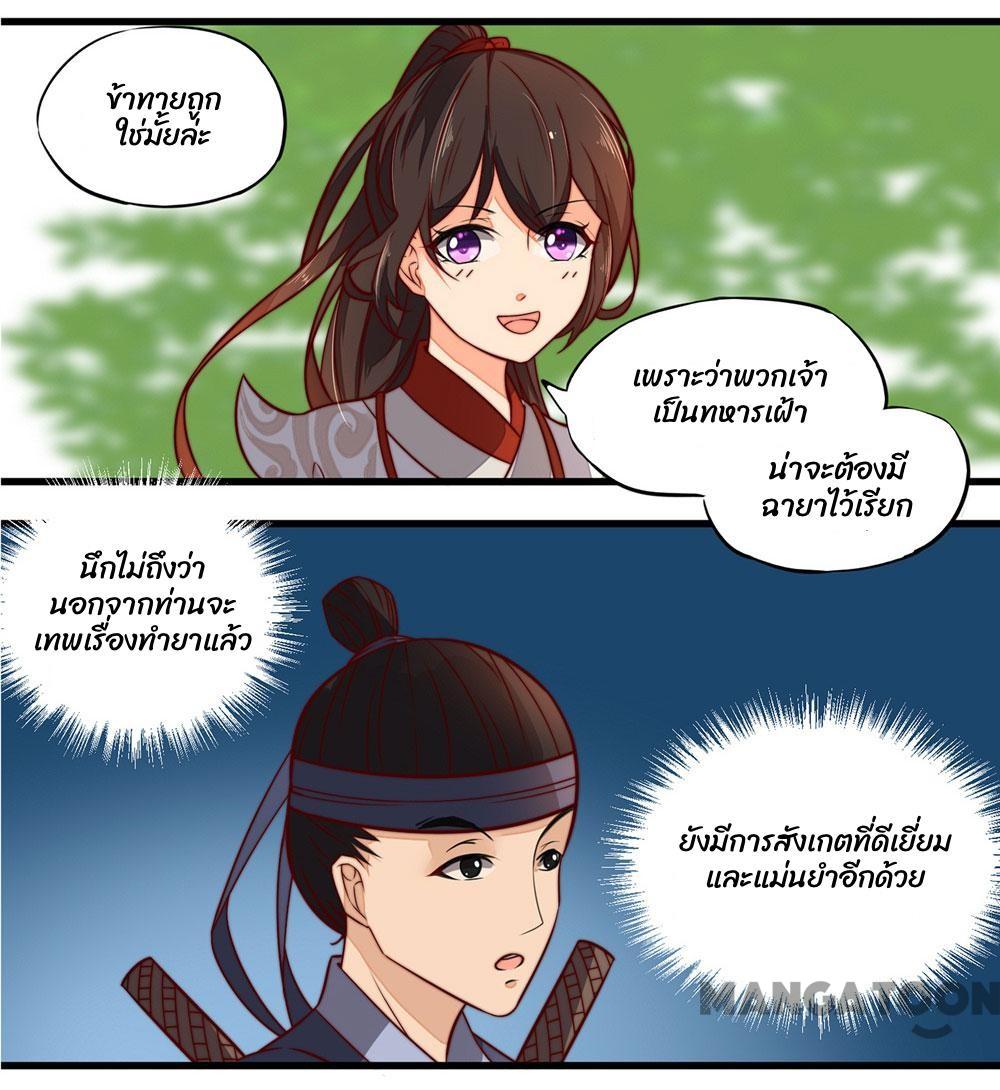 ข้าทายถูก
ใช่มั้ยล่ะ
เพราะว่าพวกเจ้า
เป็นทหารเฝ้า
น่าจะต้องมี
ฉายาไว้เรียก
นึกไม่ถึงว่า
นอกจากท่านจะ
เทพเรื่องทำยาแล้ว
ยังมีการสังเกตที่ดีเยี่ยม
และแม่นยำอีกด้วย
MANGATOON